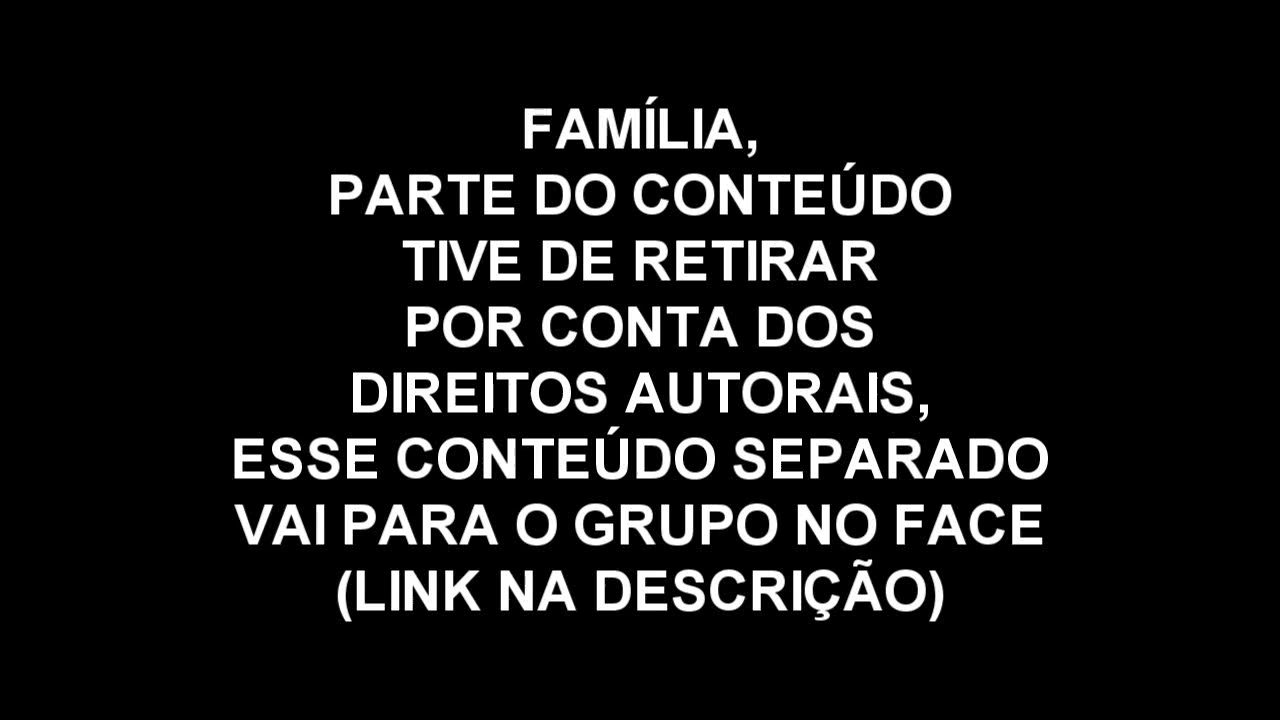 FAMÍLIA,
PARTE DO CONTEÚDO
TIVE DE RETIRAR
POR CONTA DOS
DIREITOS AUTORAIS,
ESSE CONTEÚDO SEPARADO
VAI PARA O GRUPO NO FACE
(LINK NA DESCRIÇÃO)